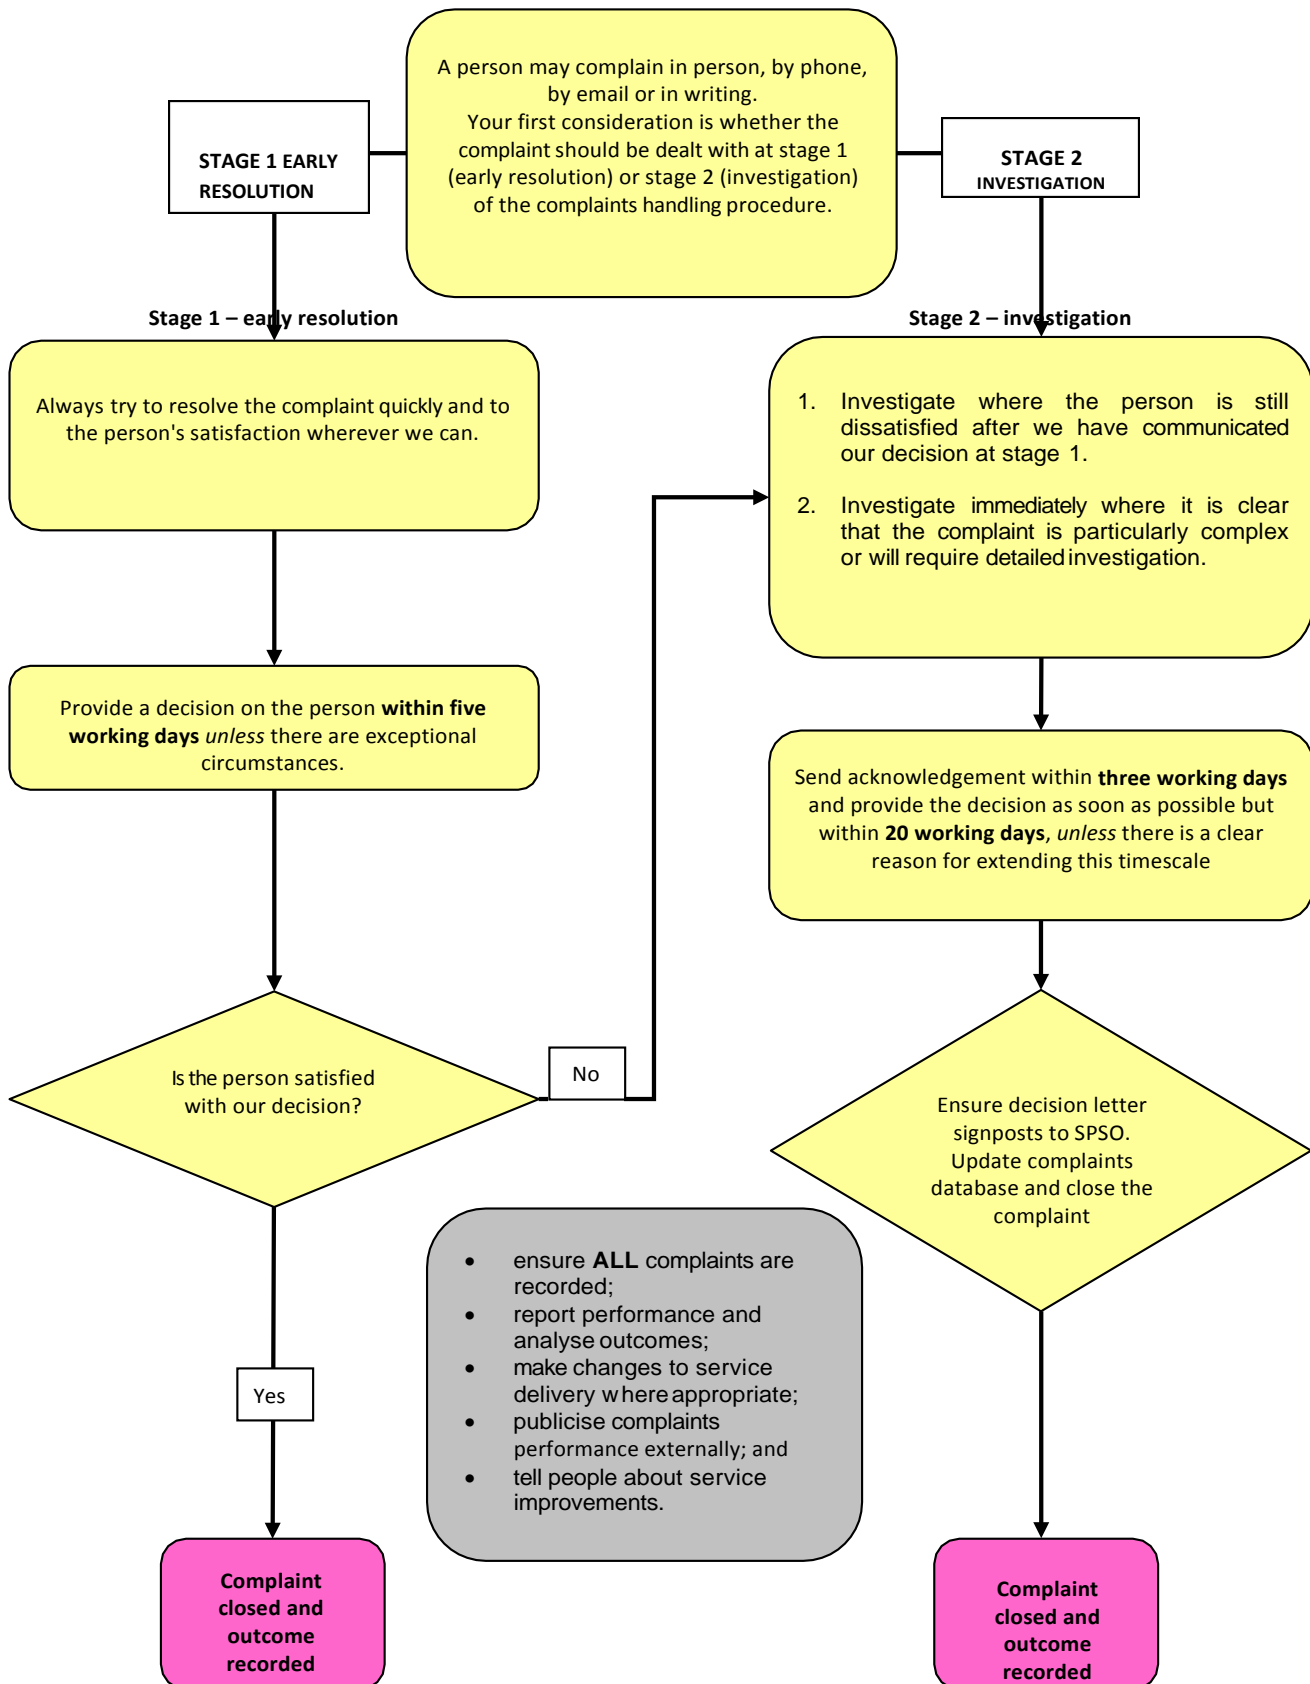 A person may complain in person, by phone,
by email or in writing.
Your first consideration is whether the
complaint should be dealt with at stage 1
(early resolution) or stage 2 (investigation)
of the complaints handling procedure.
STAGE 1 EARLY
RESOLUTION
STAGE 2
INVESTIGATION
Stage 1 – early resolution
Always try to resolve the complaint quickly and to
the person's satisfaction wherever we can.
Provide a decision on the person within five
working days unless there are exceptional
circumstances.
Is the person satisfied
with our decision?
No
Yes
Complaint
closed and
outcome
recorded
Stage 2 – investigation
1. Investigate where the person is still
dissatisfied after we have communicated
our decision at stage 1.
2. Investigate immediately where it is clear
that the complaint is particularly complex
or will require detailed investigation.
Send acknowledgement within three working days
and provide the decision as soon as possible but
within 20 working days, unless there is a clear
reason for extending this timescale
Ensure decision letter
signposts to SPSO.
Update complaints
database and close the
complaint
• ensure ALL complaints are
recorded;
• report performance and
analyse outcomes;
• make changes to service
delivery where appropriate;
• publicise complaints
performance externally; and
• tell people about service
improvements.
Complaint
closed and
outcome
recorded